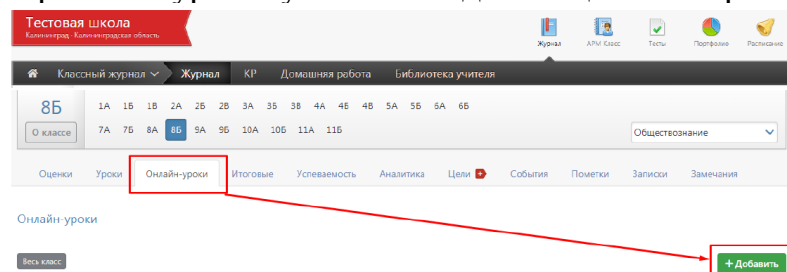 Тестовая школа
Калининград · Калининградская область
Журнал АРМ Класс Тесты Портфолио Расписание
Классный журнал Журнал КР Домашняя работа Библиотека учителя
8Б 1А 1Б 1В 2А 2Б 2В 3А 3Б 3В 4А 4Б 4В 5А 5Б 6А 6Б
О классе 7А 7Б 8А 8Б 9А 9Б 10А 10Б 11А 11Б Обществознание
Оценки Уроки Онлайн-уроки Итоговые Успеваемость Аналитика Цели События Пометки Записки Замечания
Онлайн-уроки
Весь класс + Добавить